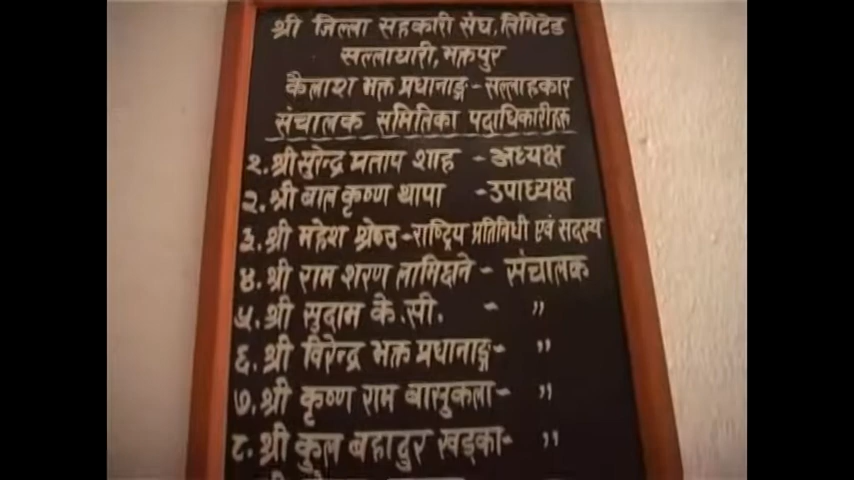 श्री जिल्ला सहकारी संघ, लिमिटेड
सल्लाघारी, भक्तपुर
कैलाश भक्त प्रधानाङ्ग - सल्लाहकार
संचालक समितिका पदाधिकारीहरू
१. श्री सुरेन्द्र प्रताप शाह - अध्यक्ष
२. श्री बाल कृष्ण थापा - उपाध्यक्ष
३. श्री महेश श्रेष्ठ - राष्ट्रिय प्रतिनिधी एवं सदस्य
४. श्री राम शरण लामिछाने - संचालक
५. श्री सुदाम के.सी. - "
६. श्री विरेन्द्र भक्त प्रधानाङ्ग - "
७. श्री कृष्ण राम बासुकला - "
८. श्री कुल बहादुर खड्का - "